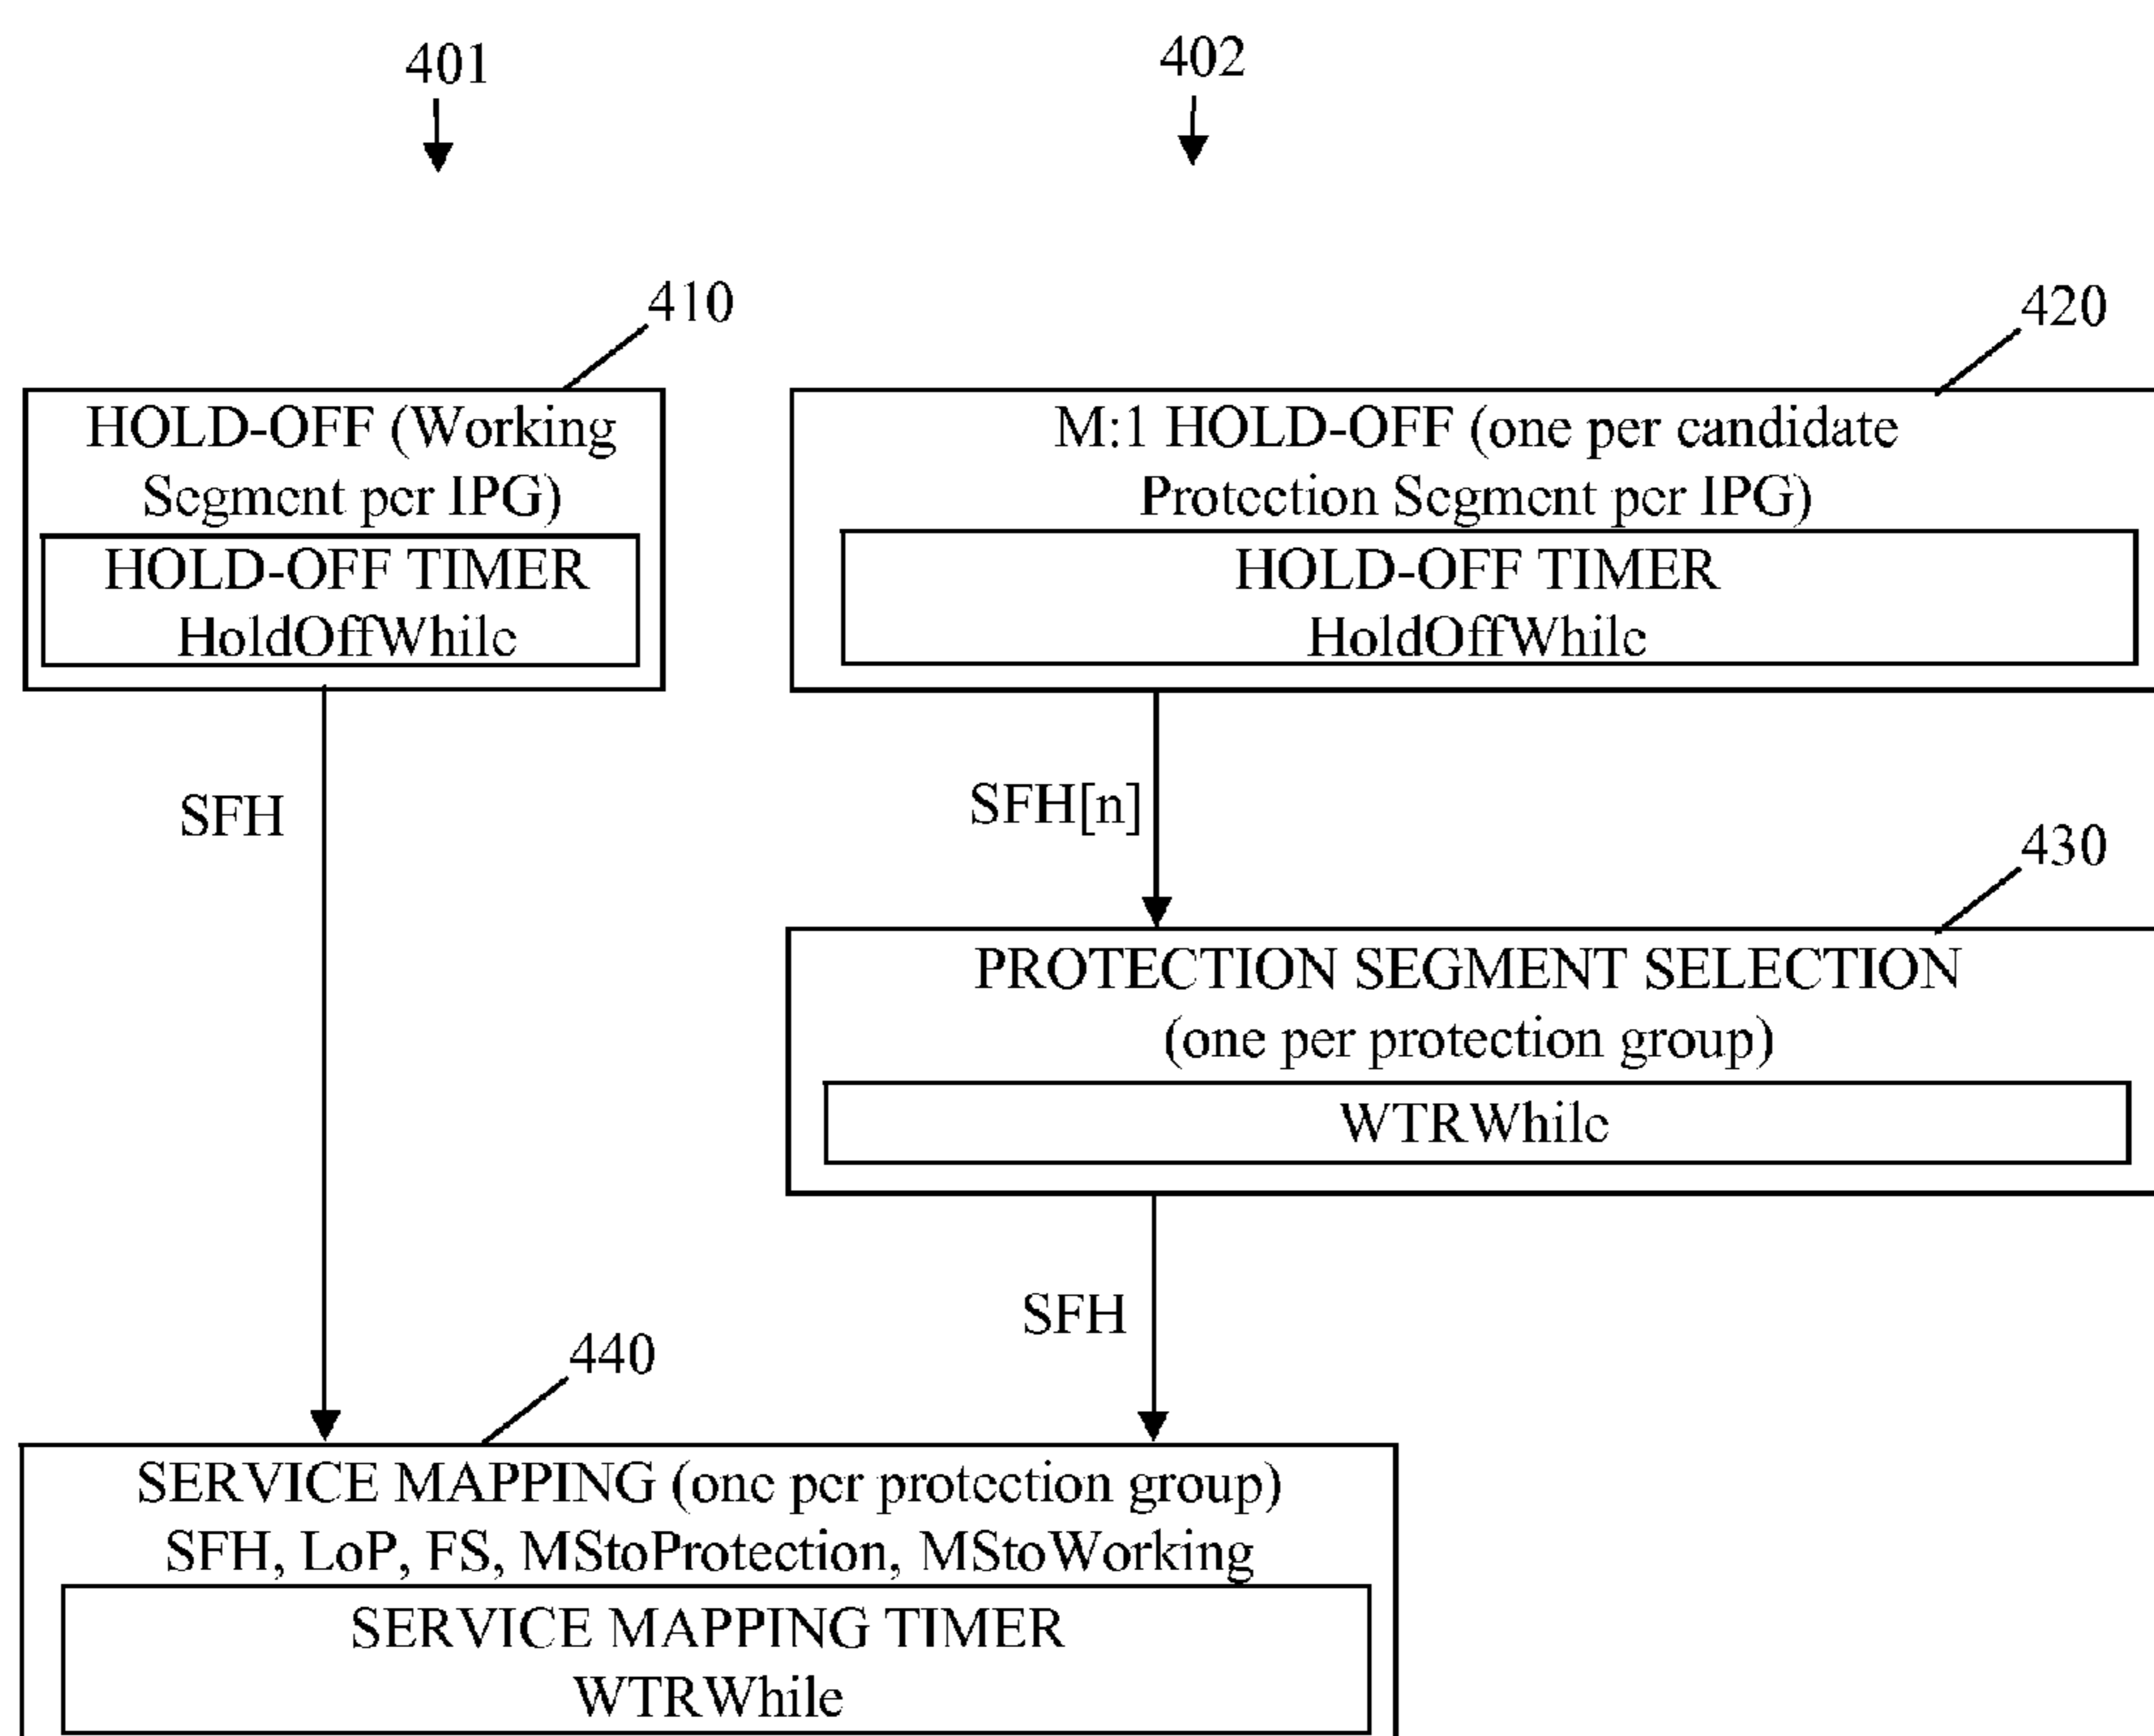 401
402
410
420
HOLD-OFF (Working
Segment per IPG)
HOLD-OFF TIMER
HoldOffWhile
M:1 HOLD-OFF (one per candidate
Protection Segment per IPG)
HOLD-OFF TIMER
HoldOffWhile
SFH
SFH[n]
430
PROTECTION SEGMENT SELECTION
(one per protection group)
WTRWhile
SFH
440
SERVICE MAPPING (one per protection group)
SFH, LoP, FS, MStoProtection, MStoWorking
SERVICE MAPPING TIMER
WTRWhile